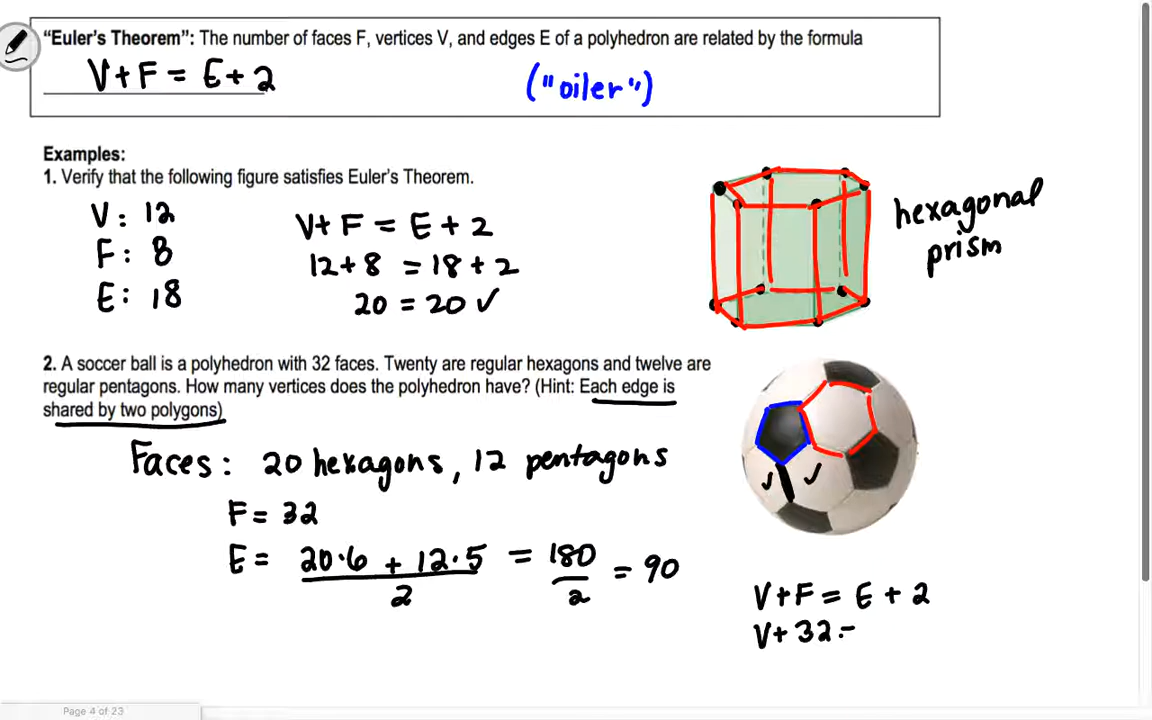 “Euler’s Theorem”: The number of faces F, vertices V, and edges E of a polyhedron are related by the formula
V+F = E+2
("oiler")
Examples:
1. Verify that the following figure satisfies Euler’s Theorem.
V: 12
F: 8
E: 18
V+F = E+2
12+8 = 18+2
20 = 20 ✓
hexagonal
prism
2. A soccer ball is a polyhedron with 32 faces. Twenty are regular hexagons and twelve are
regular pentagons. How many vertices does the polyhedron have? (Hint: Each edge is
shared by two polygons)
Faces: 20 hexagons, 12 pentagons
F = 32
E = (20·6 + 12·5)/2 = 180/2 = 90
✓ ✓
V+F = E+2
V+32=
Page 4 of 23